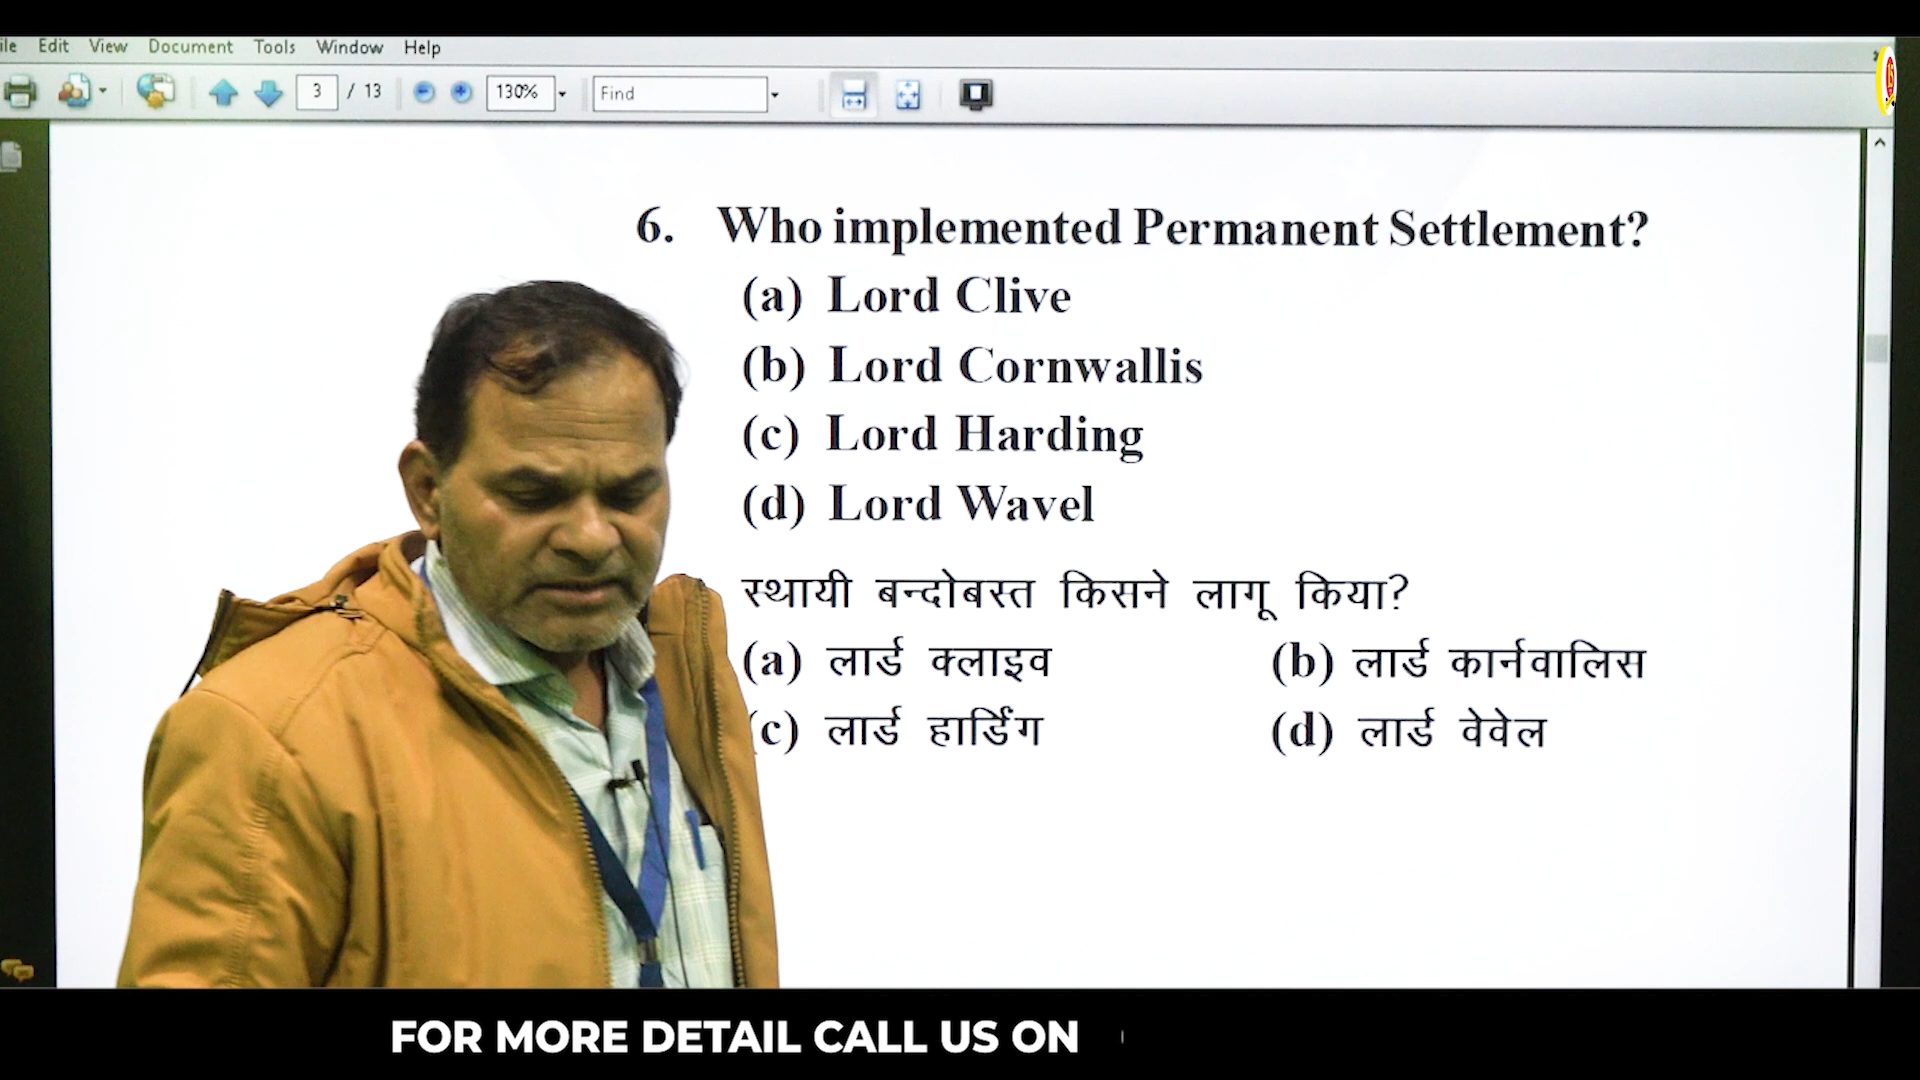 Edit View Document Tools Window Help
3 / 13 130% Find
6. Who implemented Permanent Settlement?
(a) Lord Clive
(b) Lord Cornwallis
(c) Lord Harding
(d) Lord Wavel
स्थायी बन्दोबस्त किसने लागू किया?
(a) लार्ड क्लाइव (b) लार्ड कार्नवालिस
(c) लार्ड हार्डिंग (d) लार्ड वेवेल
FOR MORE DETAIL CALL US ON